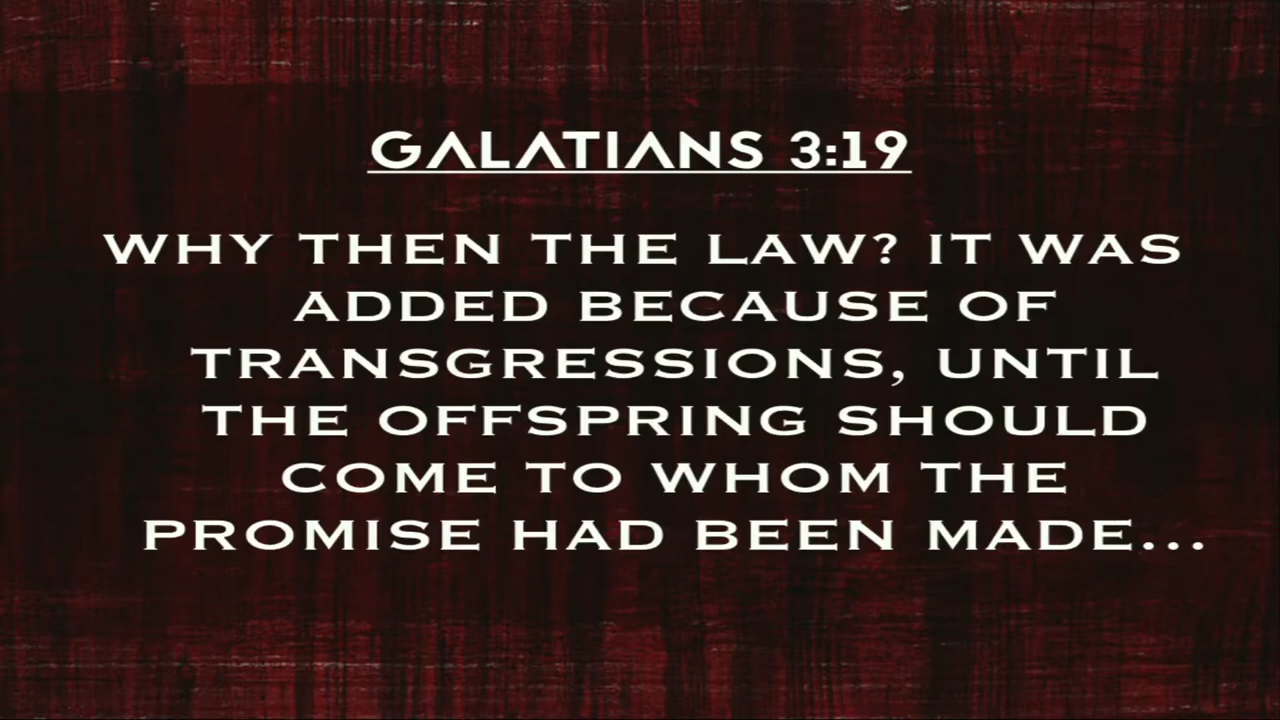 GALATIANS 3:19
WHY THEN THE LAW? IT WAS
ADDED BECAUSE OF
TRANSGRESSIONS, UNTIL
THE OFFSPRING SHOULD
COME TO WHOM THE
PROMISE HAD BEEN MADE...